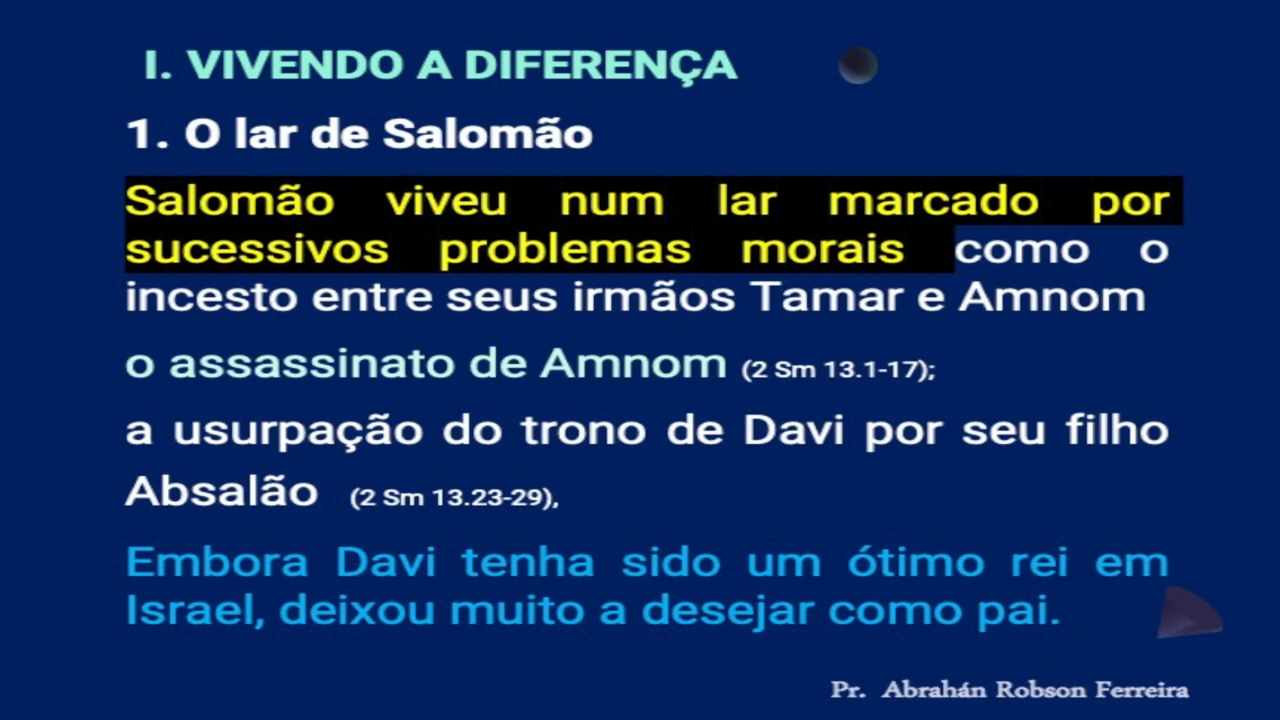 I. VIVENDO A DIFERENÇA
1. O lar de Salomão
Salomão viveu num lar marcado por
sucessivos problemas morais como o
incesto entre seus irmãos Tamar e Amnom
o assassinato de Amnom (2 Sm 13.1-17);
a usurpação do trono de Davi por seu filho
Absalão (2 Sm 13.23-29),
Embora Davi tenha sido um ótimo rei em
Israel, deixou muito a desejar como pai.
Pr. Abrahán Robson Ferreira